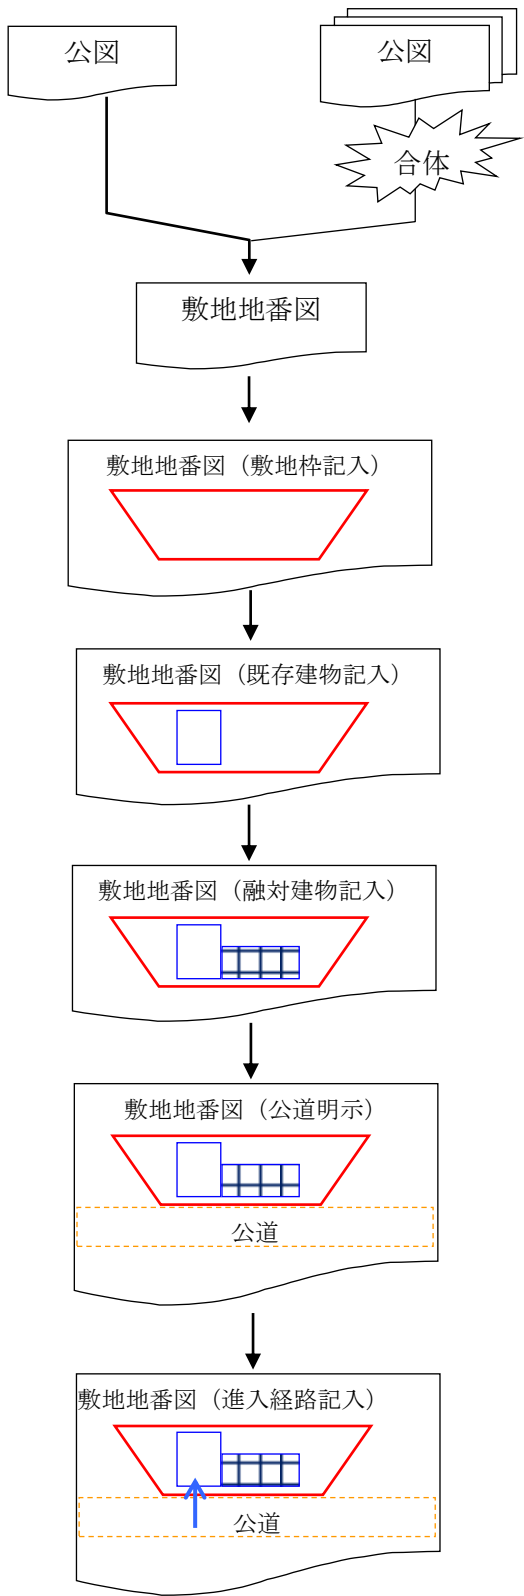 公図
公図
合体
敷地地番図
敷地地番図（敷地枠記入）
敷地地番図（既存建物記入）
敷地地番図（融対建物記入）
敷地地番図（公道明示）
公道
敷地地番図（進入経路記入）
公道